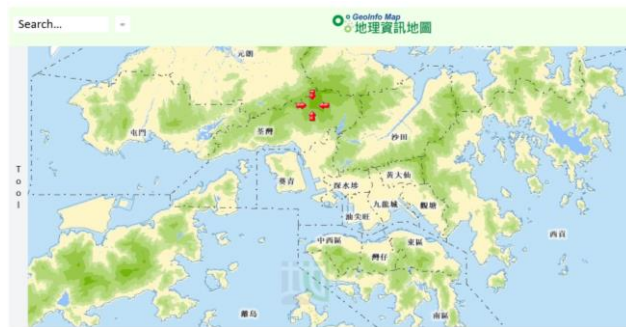 Search...
GeoInfo Map
地理資訊地圖
元朗
屯門
荃灣
沙田
Tool
葵青
深水埗
黃大仙
九龍城
觀塘
油尖旺
西貢
中西區
東區
灣仔
離島
南區